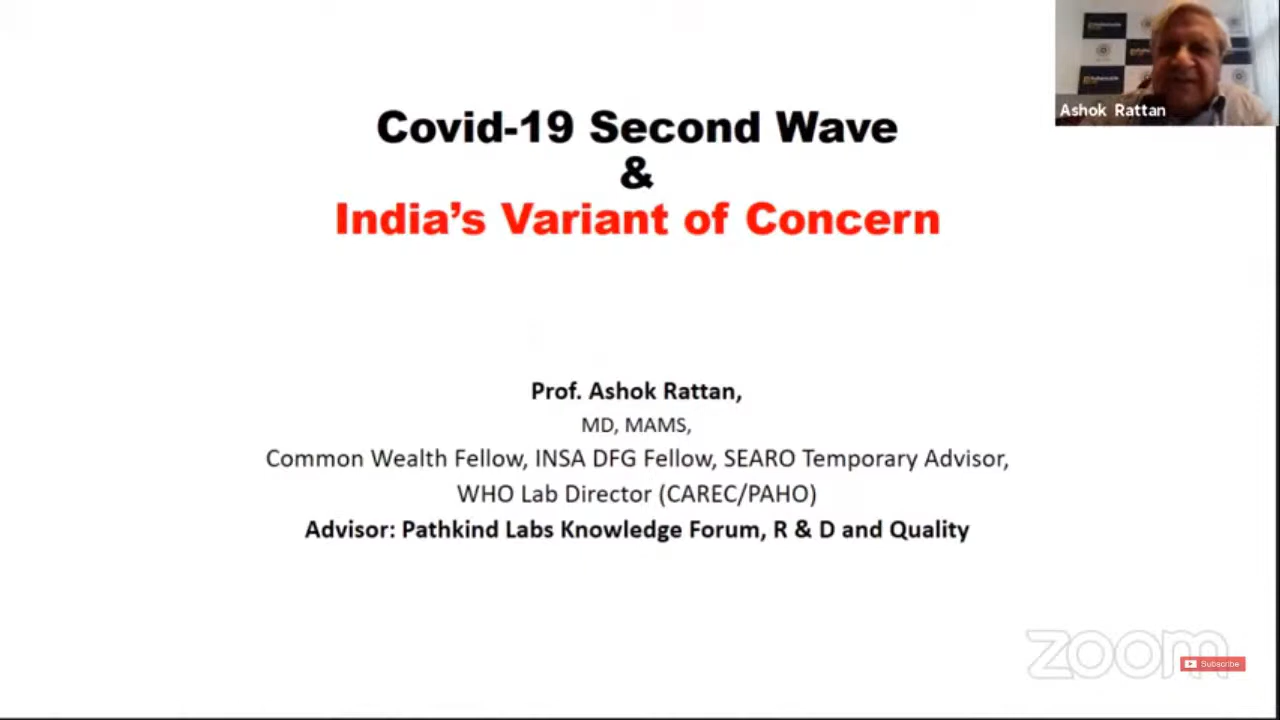 Ashok Rattan
Covid-19 Second Wave
&
India's Variant of Concern
Prof. Ashok Rattan,
MD, MAMS,
Common Wealth Fellow, INSA DFG Fellow, SEARO Temporary Advisor,
WHO Lab Director (CAREC/PAHO)
Advisor: Pathkind Labs Knowledge Forum, R & D and Quality
zoom
Subscribe